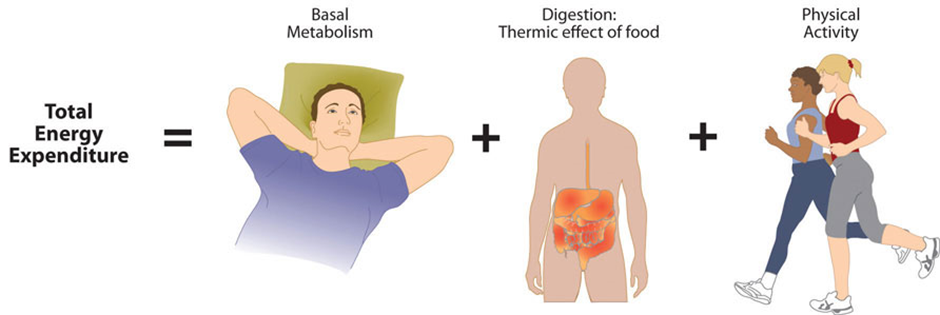 Total
Energy
Expenditure
=
Basal
Metabolism
+
Digestion:
Thermic effect of food
+
Physical
Activity